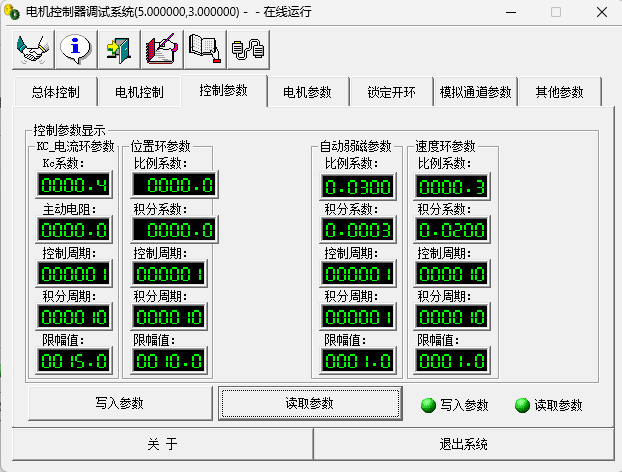 电机控制器调试系统(5.000000,3.000000) - - 在线运行
总体控制 电机控制 控制参数 电机参数 锁定开环 模拟通道参数 其他参数
控制参数显示
KC_电流环参数 位置环参数 自动弱磁参数 速度环参数
Kc系数: 比例系数: 比例系数: 比例系数:
0000.4 0000.0 0.0300 0000.3
主动电阻: 积分系数: 积分系数: 积分系数:
0000.0 0000.0 0.0003 0.0200
控制周期: 控制周期: 控制周期: 控制周期:
000001 000001 000001 000010
积分周期: 积分周期: 积分周期: 积分周期:
000010 000010 000001 000010
限幅值: 限幅值: 限幅值: 限幅值:
0015.0 0010.0 0001.0 0001.0
写入参数 读取参数 写入参数 读取参数
关 于 退出系统